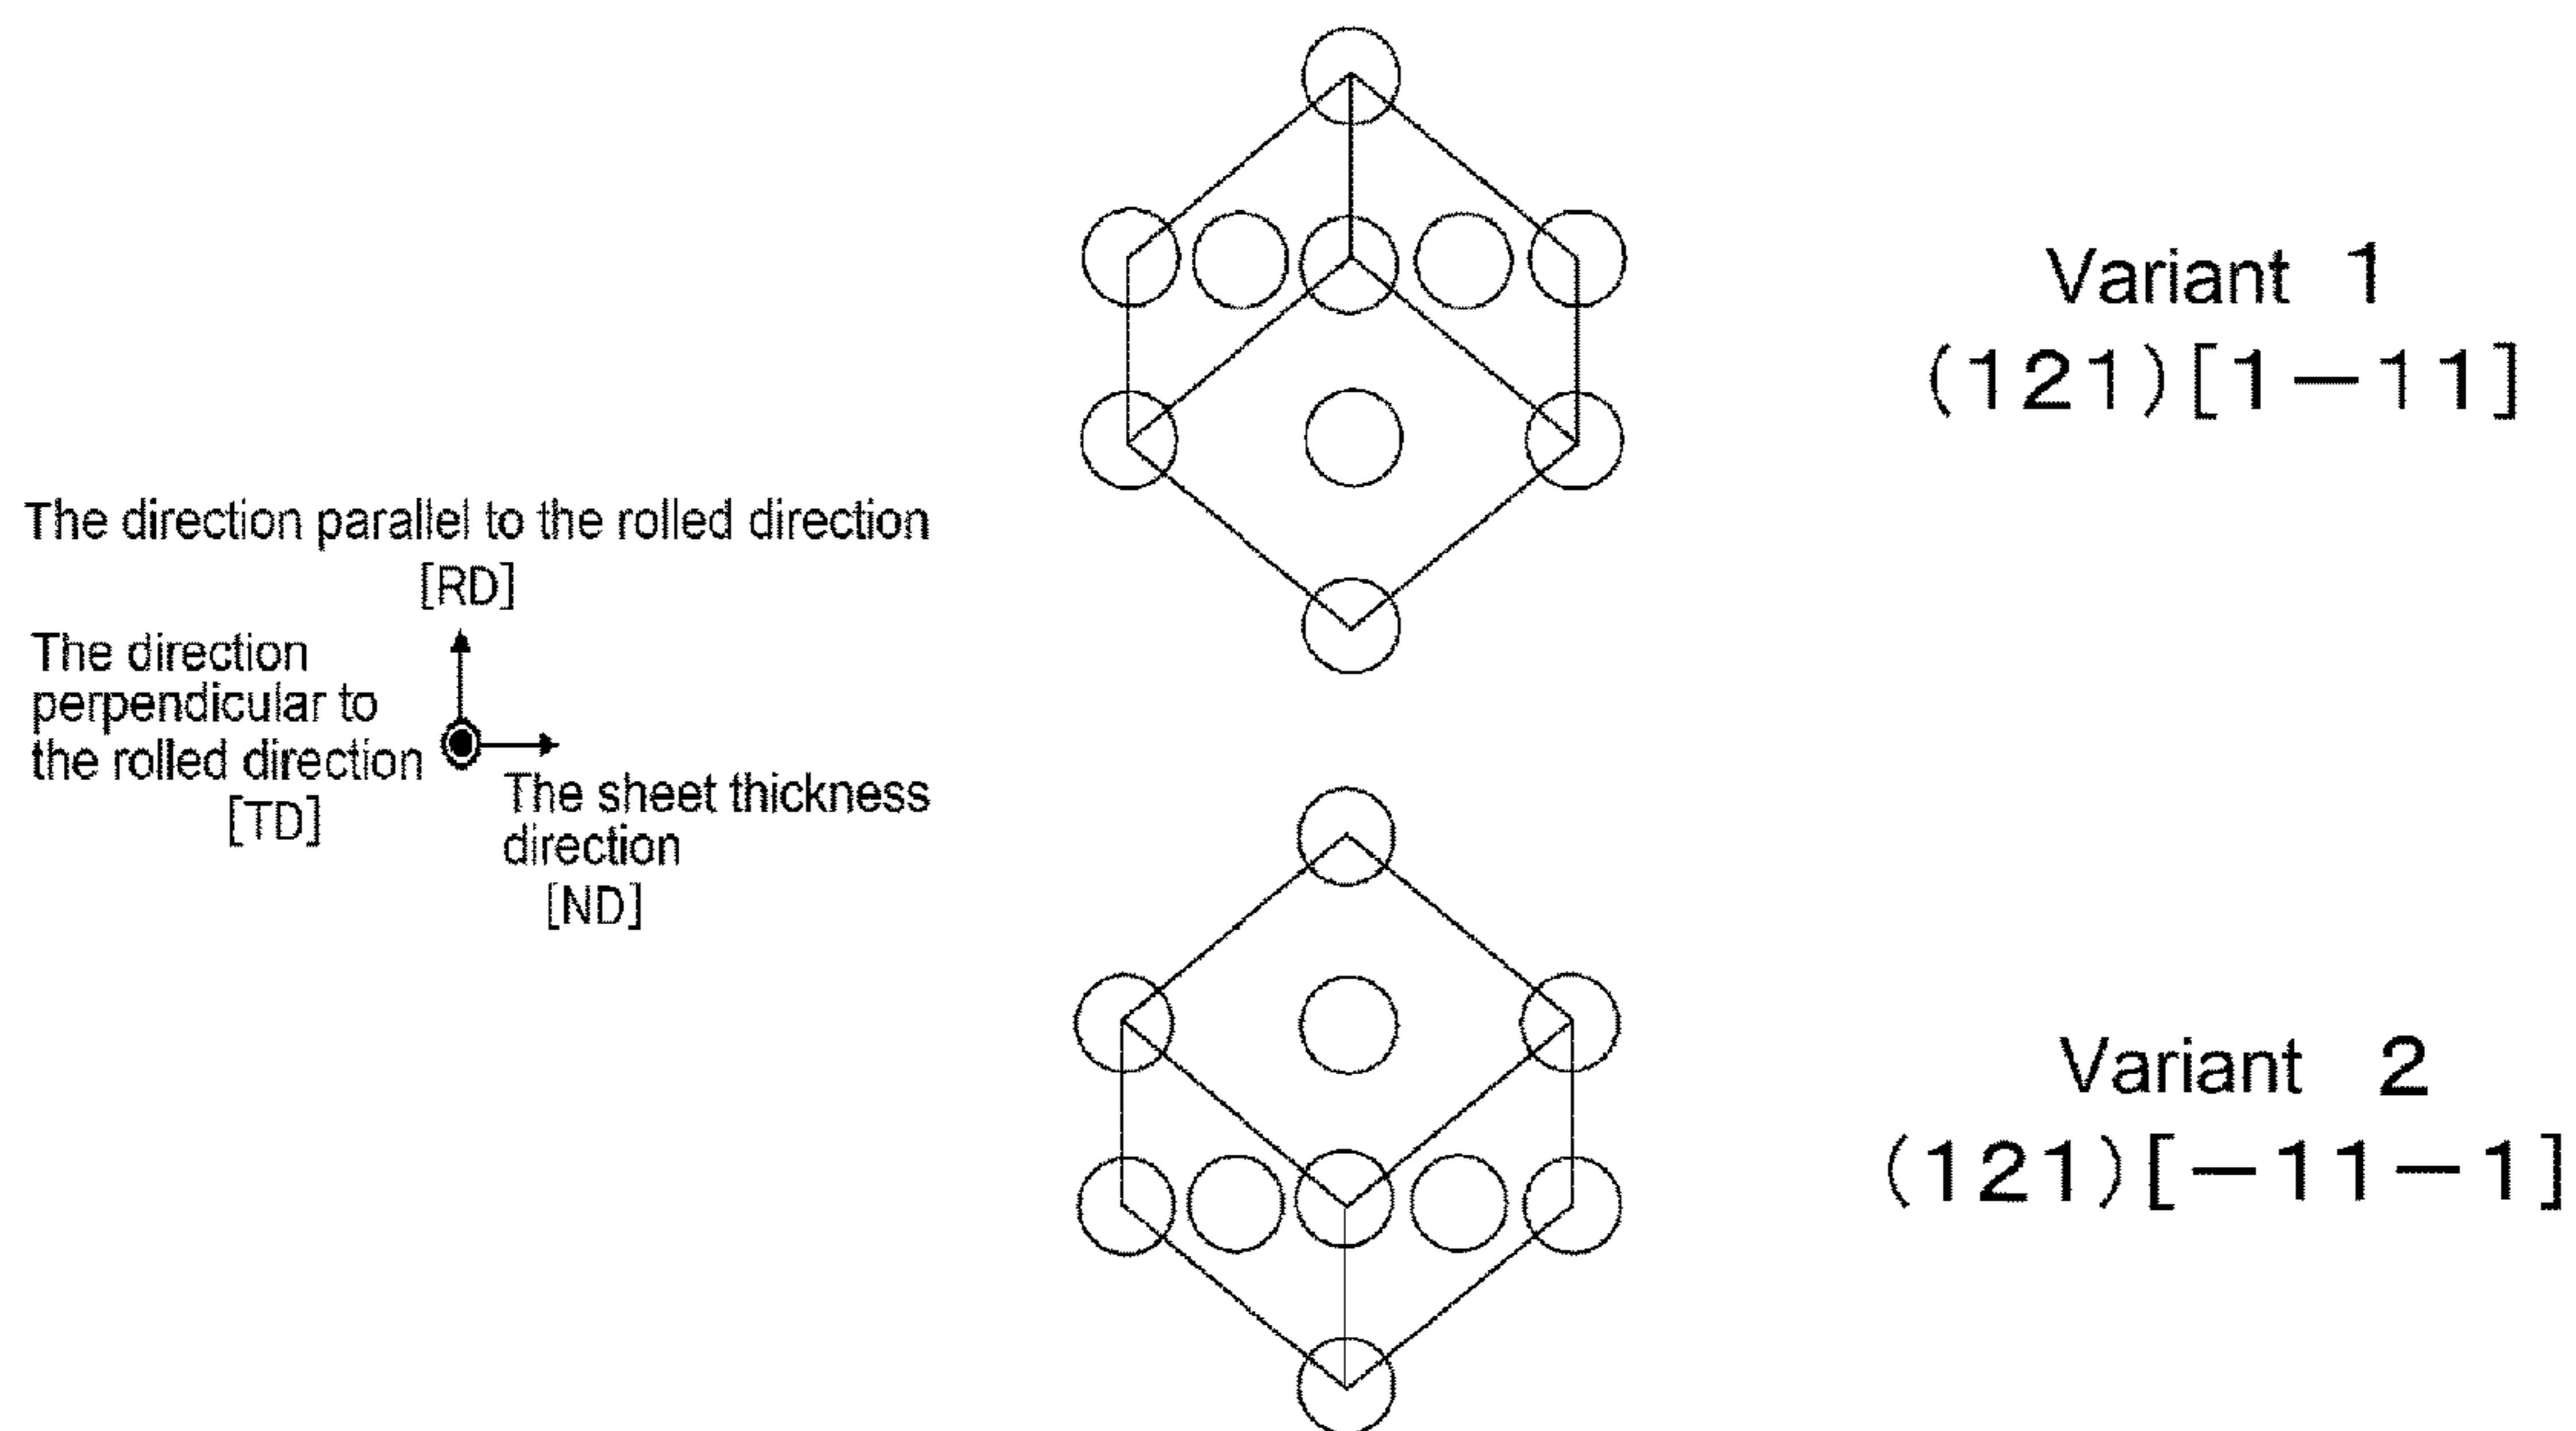 Variant 1
(121)[1−11]
The direction parallel to the rolled direction
[RD]
The direction
perpendicular to
the rolled direction
[TD]
The sheet thickness
direction
[ND]
Variant 2
(121)[−11−1]